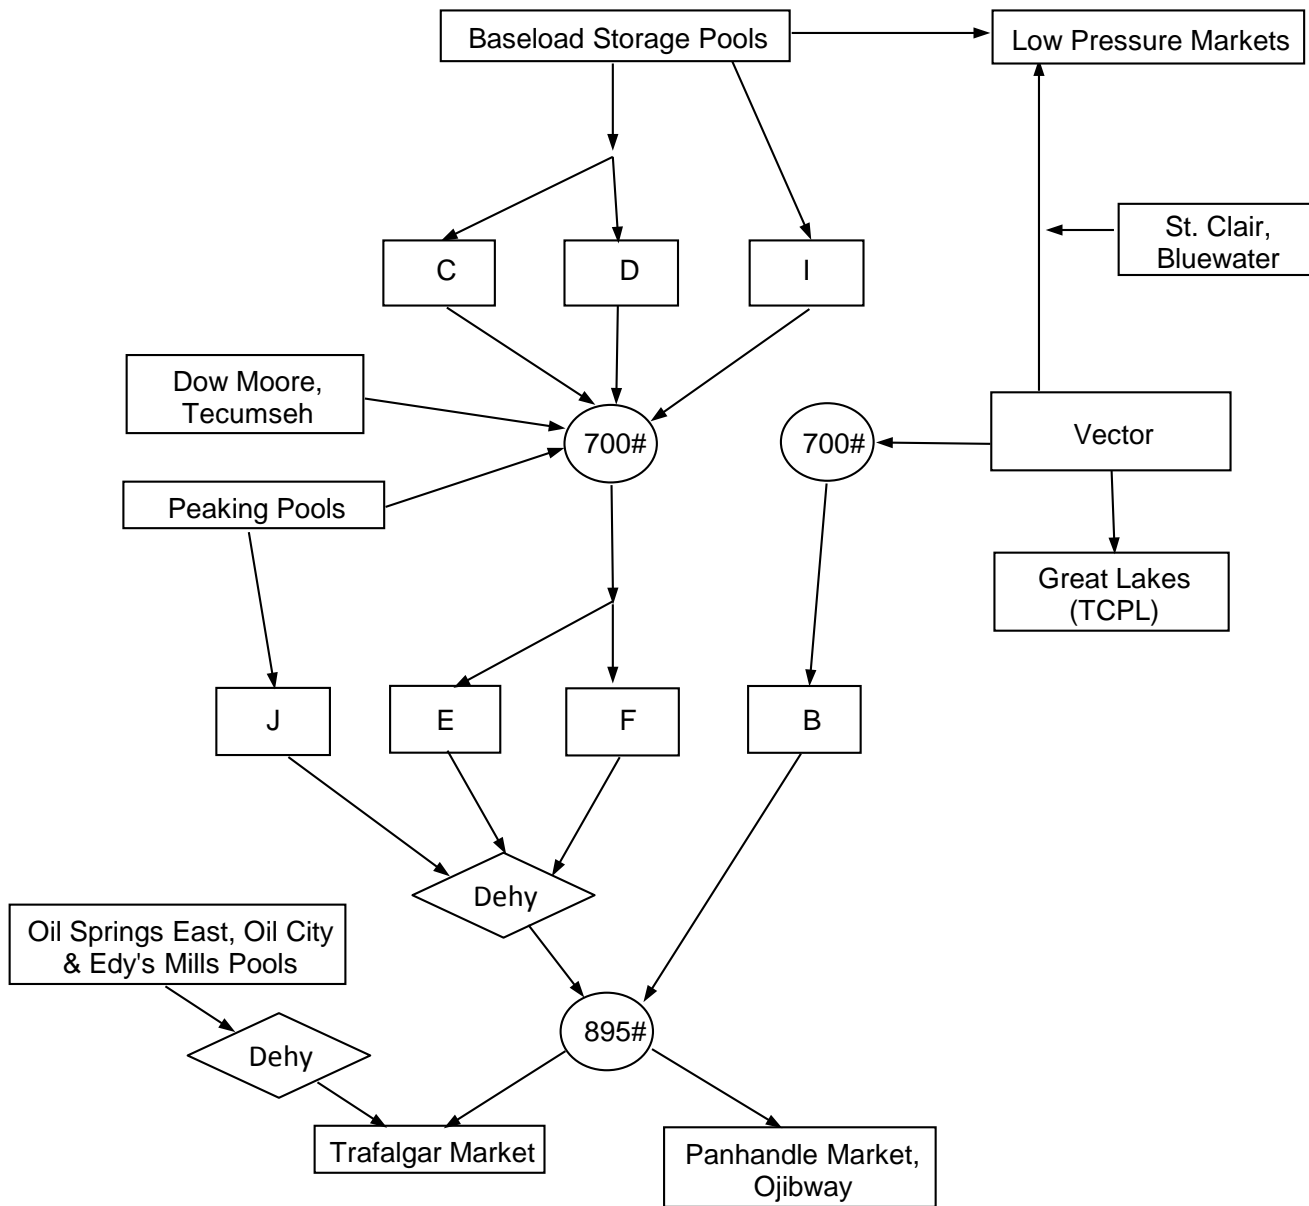 Baseload Storage Pools
Low Pressure Markets
St. Clair,
Bluewater
C
D
I
Dow Moore,
Tecumseh
700#
700#
Vector
Peaking Pools
Great Lakes
(TCPL)
J
E
F
B
Dehy
Oil Springs East, Oil City
& Edy's Mills Pools
895#
Dehy
Trafalgar Market
Panhandle Market,
Ojibway